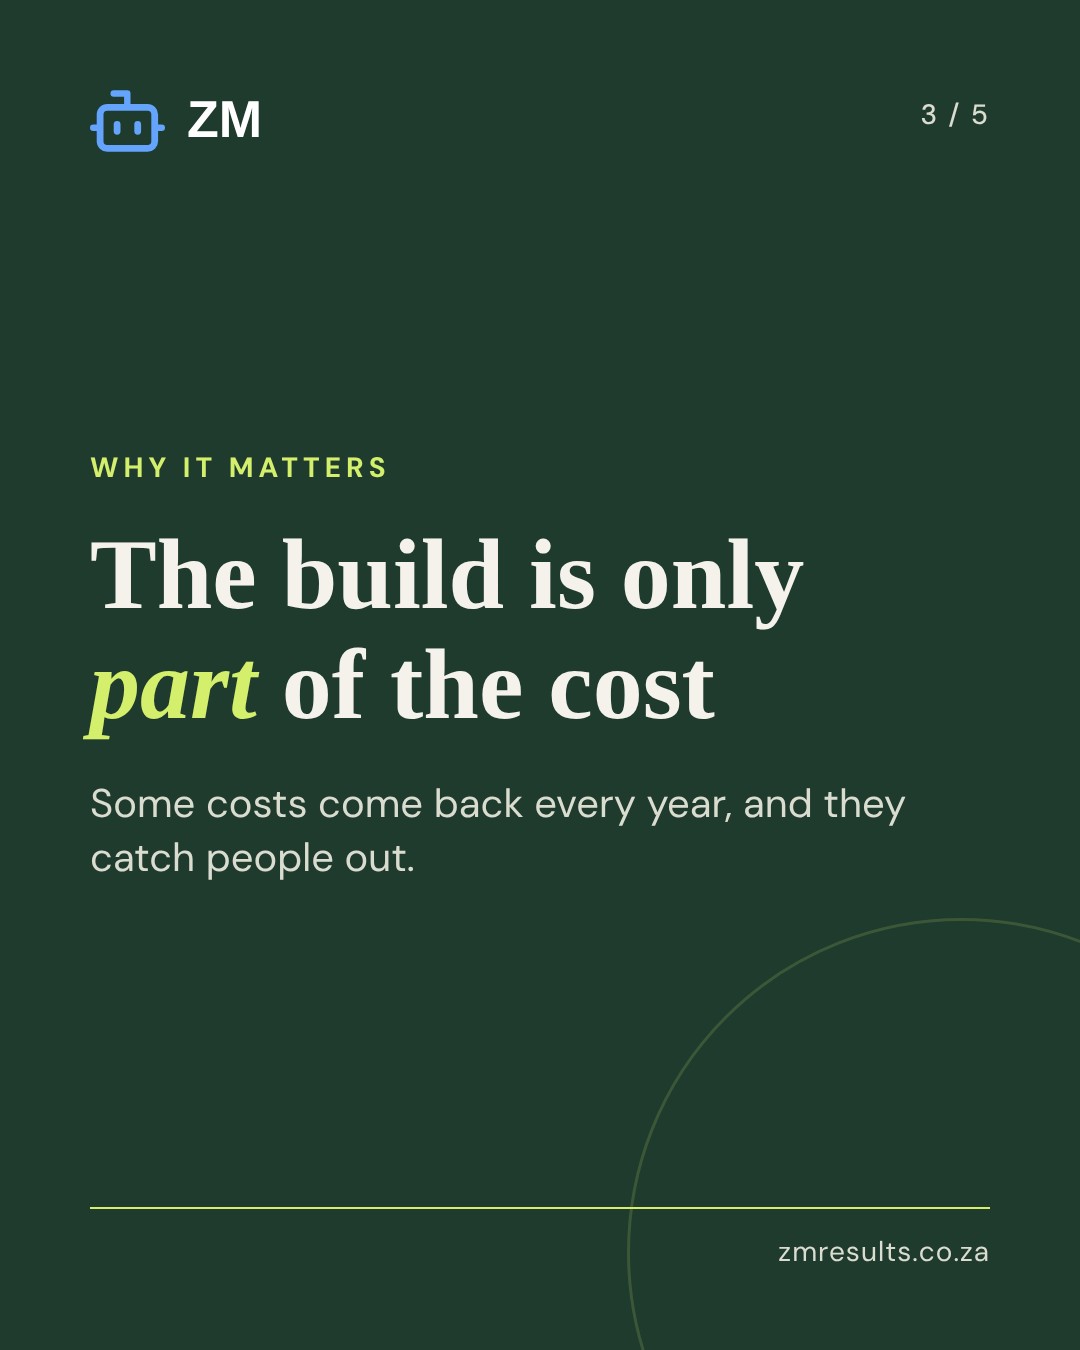 ZM
3 / 5
WHY IT MATTERS
The build is only
part of the cost
Some costs come back every year, and they
catch people out.
zmresults.co.za